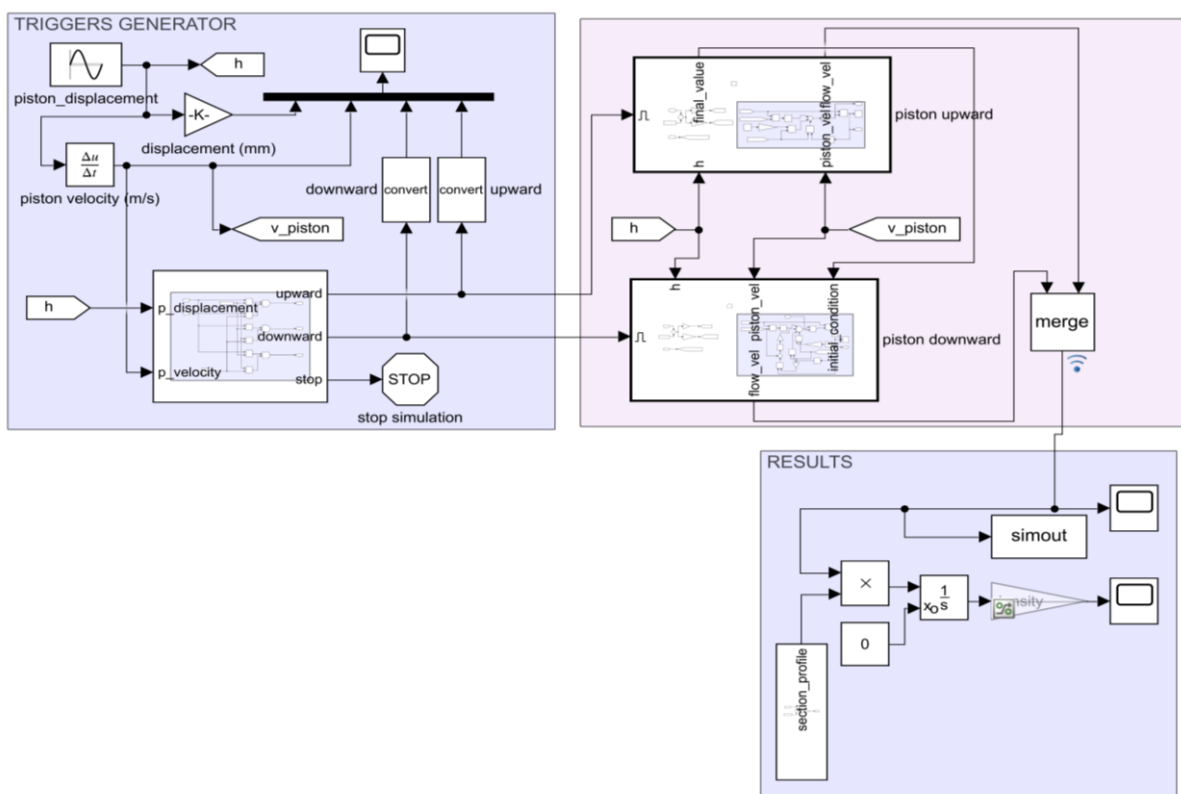 TRIGGERS GENERATOR
h
piston_displacement
-K-
displacement (mm)
Δu
Δt
piston velocity (m/s)
downward
convert
convert
upward
v_piston
h
p_displacement
p_velocity
upward
downward
stop
STOP
stop simulation
final_value
flow_vel
h
piston_vel
piston upward
h
v_piston
h
piston_vel
initial_condition
flow_vel
piston downward
merge
RESULTS
simout
×
xo
1
s
0
section_profile